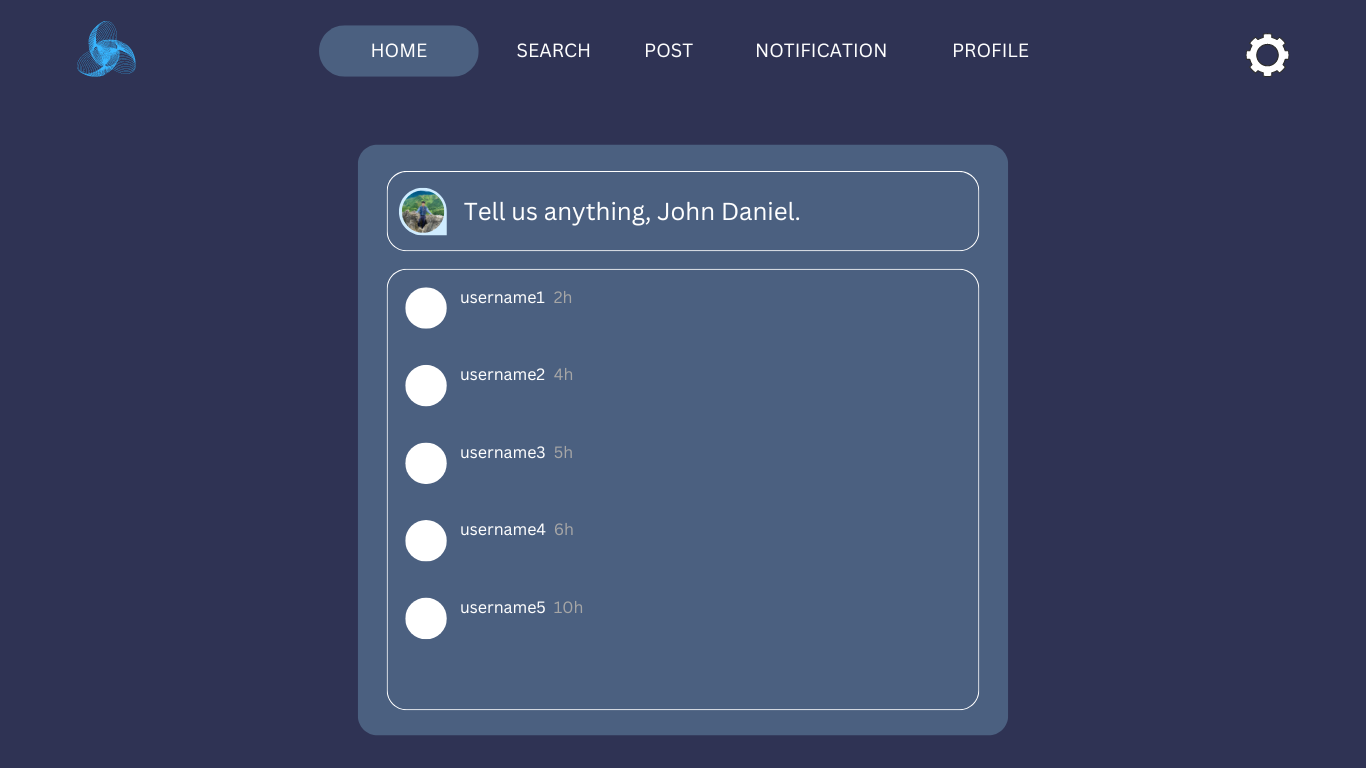 HOME SEARCH POST NOTIFICATION PROFILE
Tell us anything, John Daniel.
username1 2h
username2 4h
username3 5h
username4 6h
username5 10h